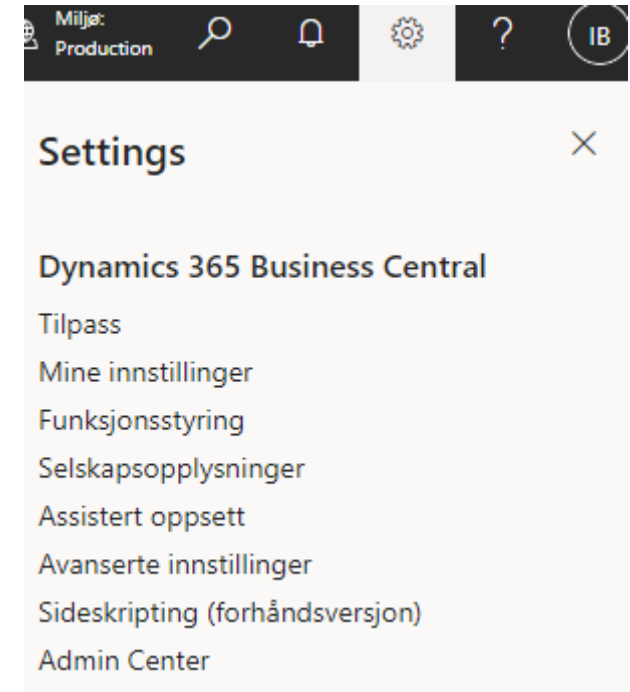 Miljø:
Production
?
IB
Settings
Dynamics 365 Business Central
Tilpass
Mine innstillinger
Funksjonsstyring
Selskapsopplysninger
Assistert oppsett
Avanserte innstillinger
Sideskripting (forhåndsversjon)
Admin Center